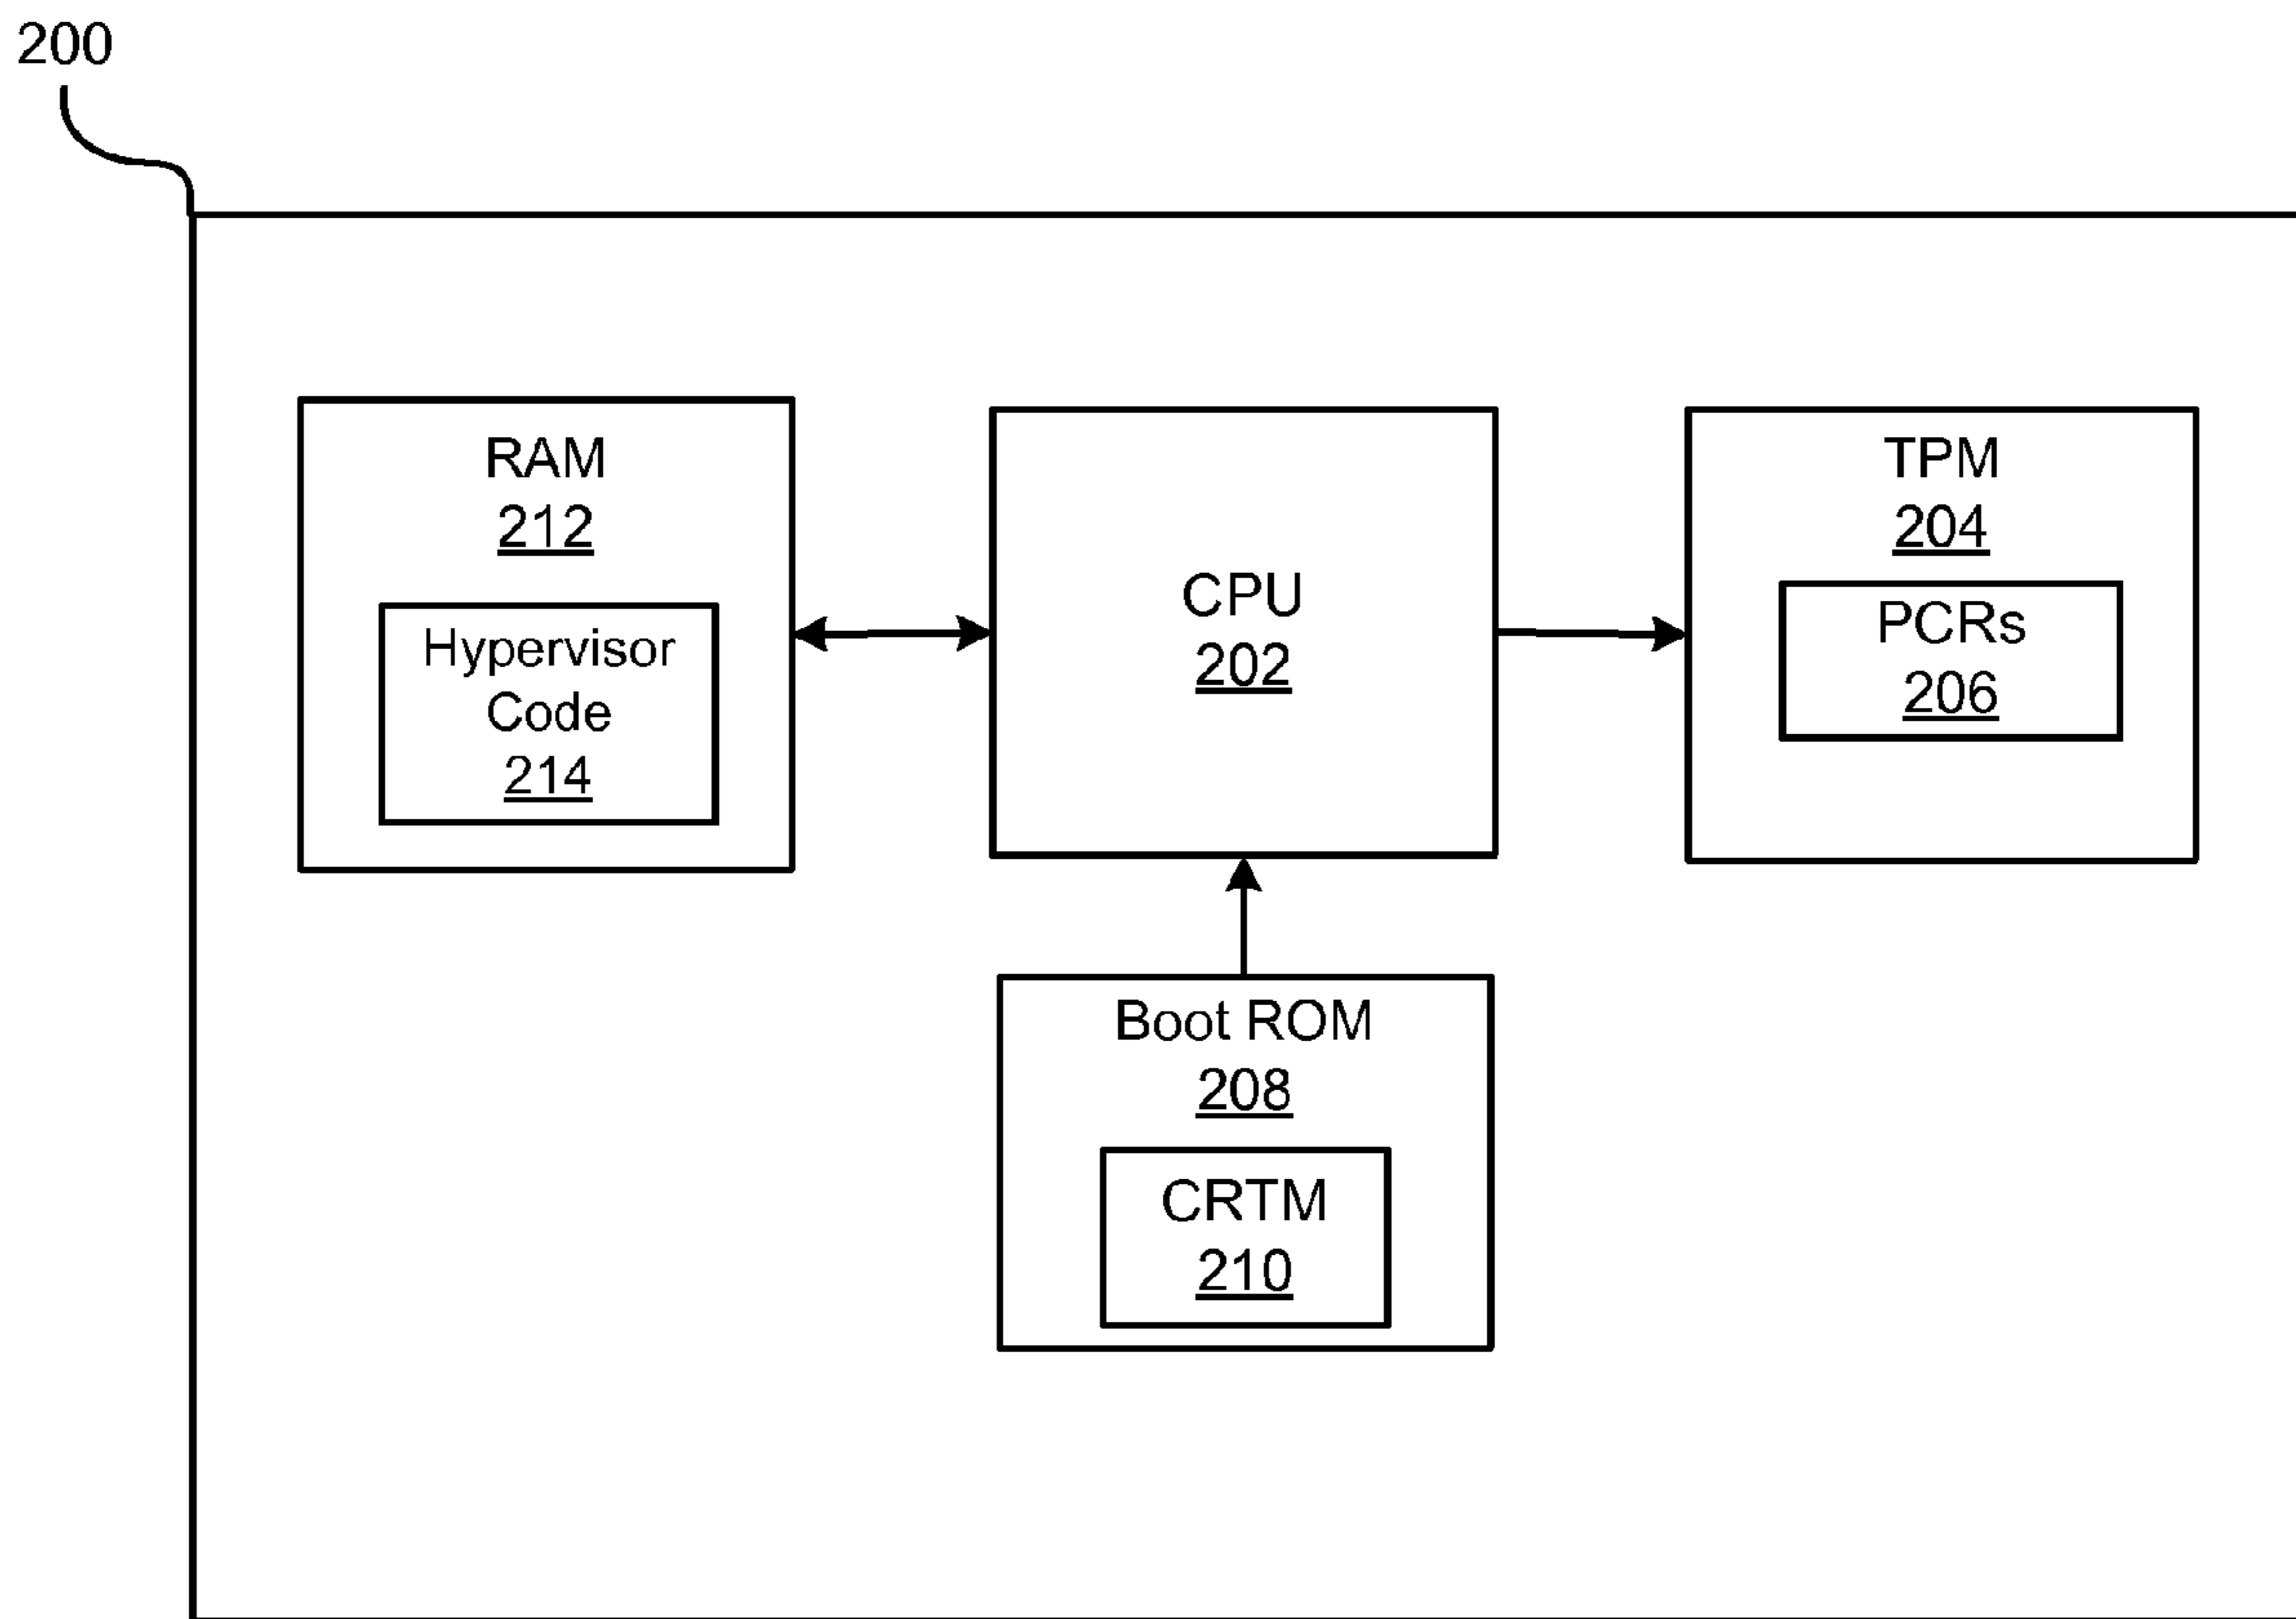 200
RAM
212
Hypervisor
Code
214
CPU
202
TPM
204
PCRs
206
Boot ROM
208
CRTM
210